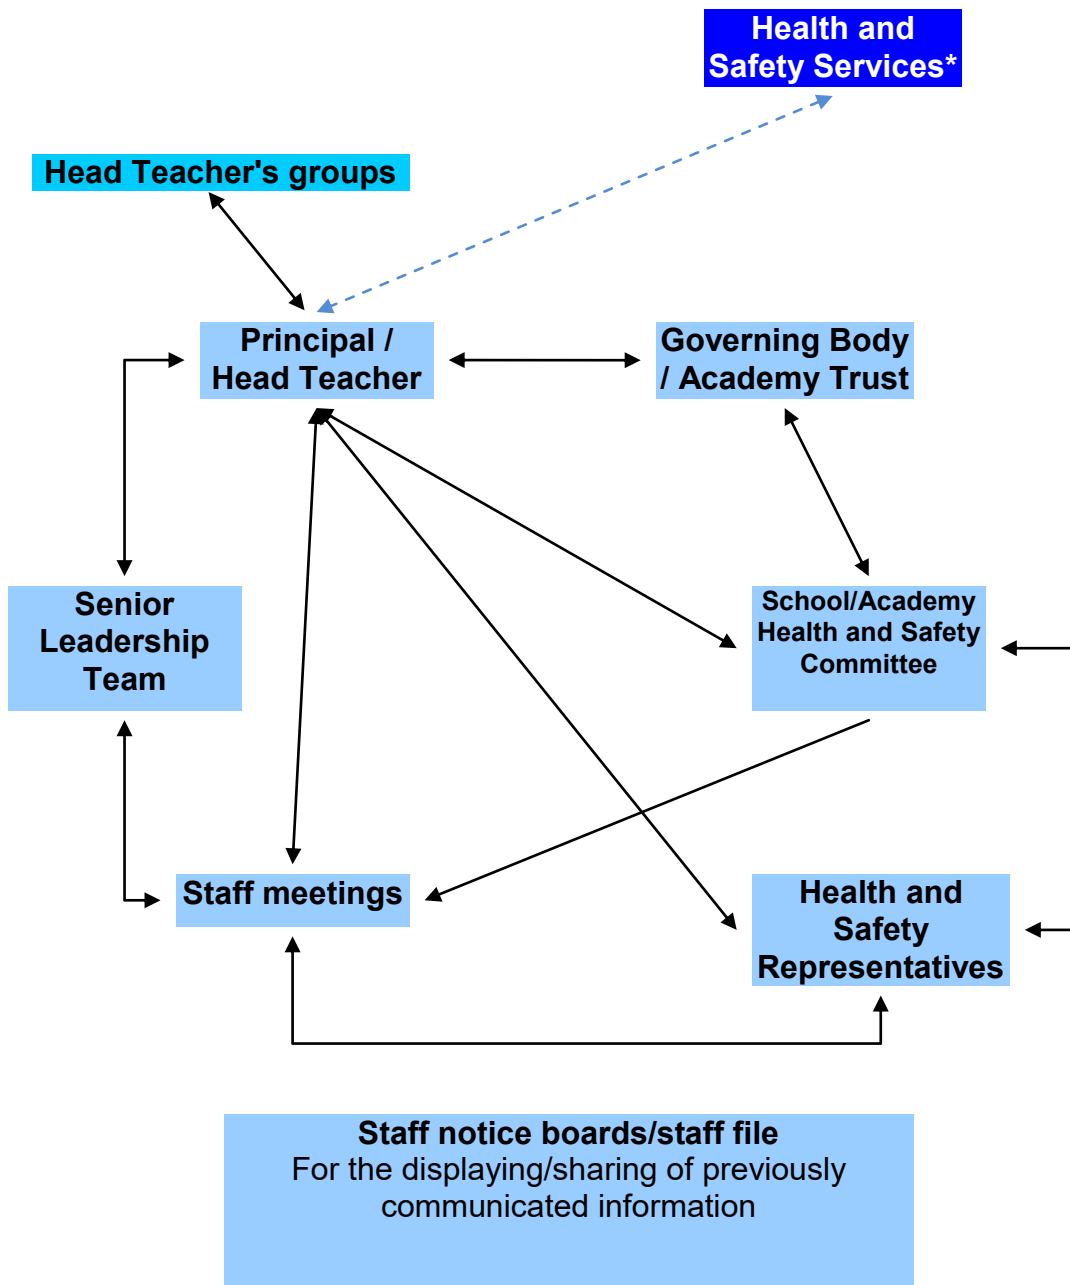 Health and
Safety Services*
Head Teacher's groups
Principal /
Head Teacher
Governing Body
/ Academy Trust
Senior
Leadership
Team
School/Academy
Health and Safety
Committee
Staff meetings
Health and
Safety
Representatives
Staff notice boards/staff file
For the displaying/sharing of previously
communicated information